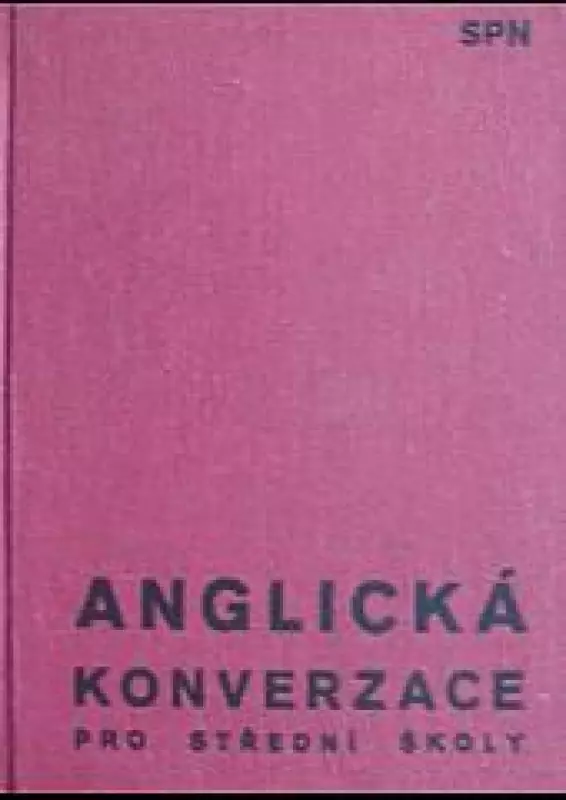 SPN
ANGLICKÁ
KONVERZACE
PRO STŘEDNÍ ŠKOLY